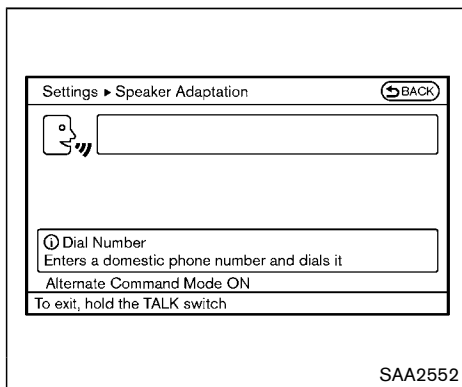 Settings ▸ Speaker Adaptation
BACK
Dial Number
Enters a domestic phone number and dials it
Alternate Command Mode ON
To exit, hold the TALK switch
SAA2552